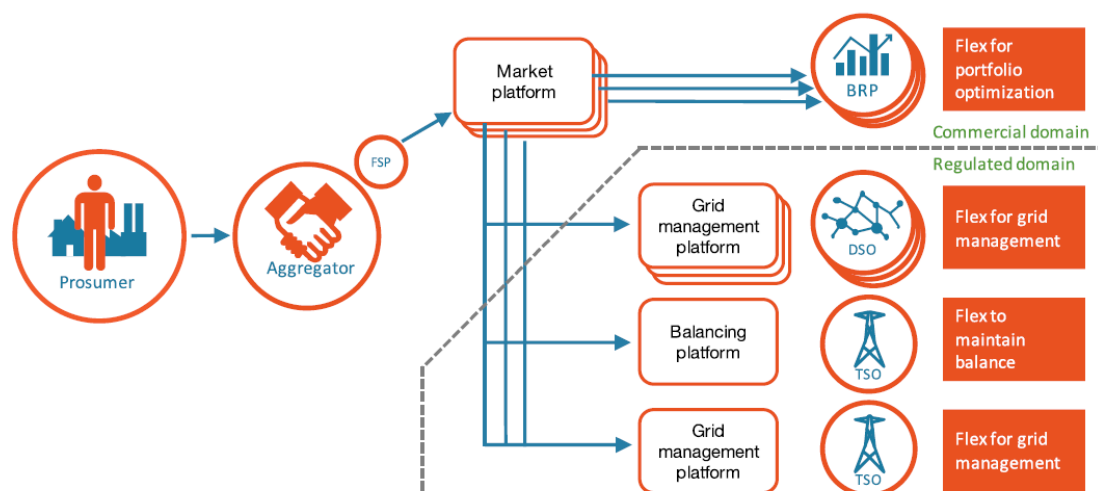 Market
platform
BRP
Flex for
portfolio
optimization
Commercial domain
Regulated domain
FSP
Prosumer
Aggregator
Grid
management
platform
DSO
Flex for grid
management
Balancing
platform
TSO
Flex to
maintain
balance
Grid
management
platform
TSO
Flex for grid
management